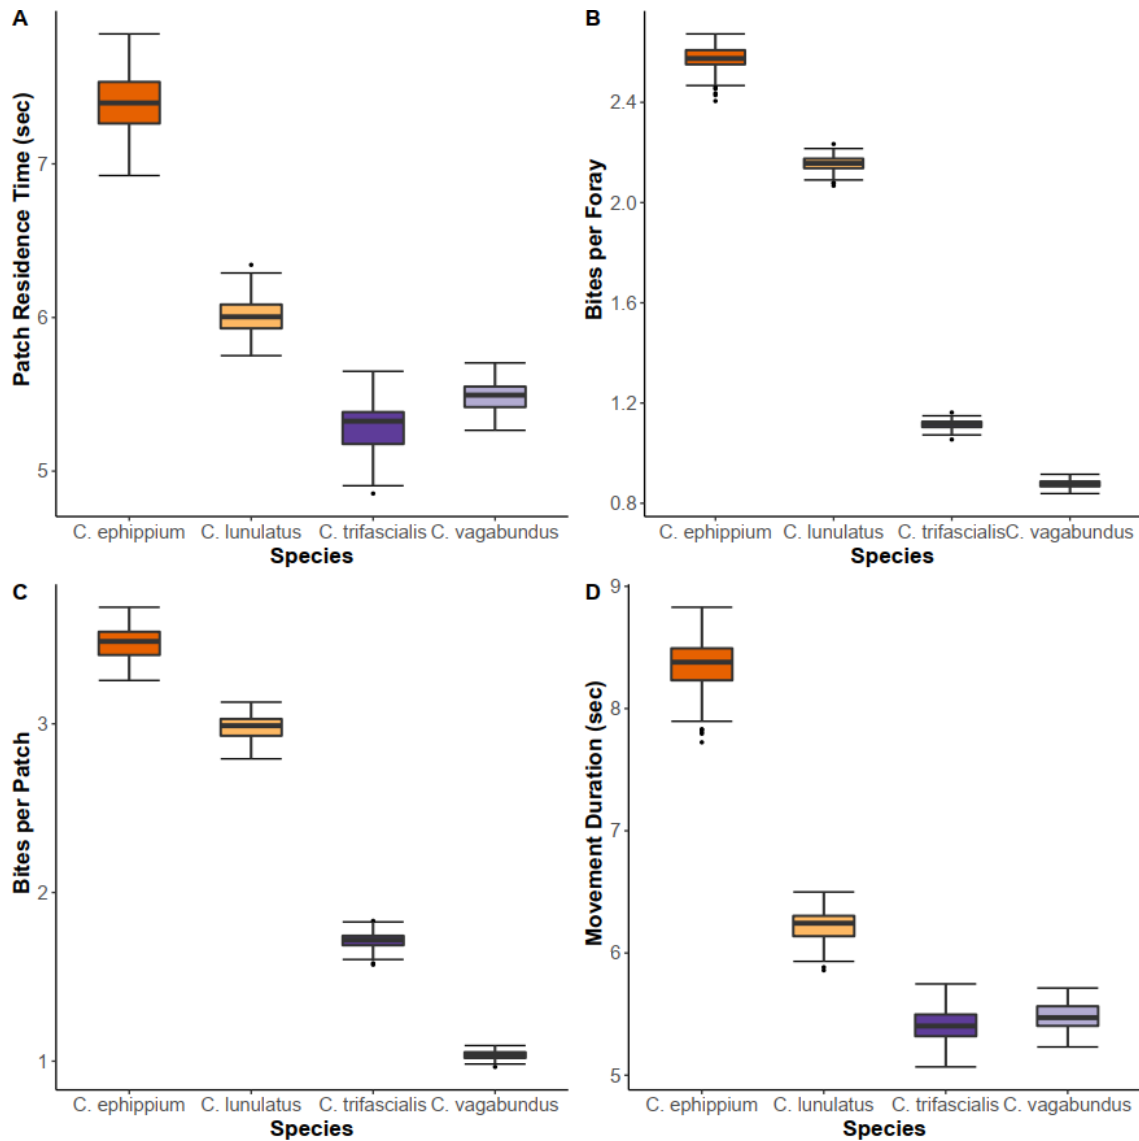 A
Patch Residence Time (sec)
7
6
5
C. ephippium C. lunulatus C. trifascialis C. vagabundus
Species
B
Bites per Foray
2.4
2.0
1.6
1.2
0.8
C. ephippium C. lunulatus C. trifascialis C. vagabundus
Species
C
Bites per Patch
3
2
1
C. ephippium C. lunulatus C. trifascialis C. vagabundus
Species
D
Movement Duration (sec)
9
8
7
6
5
C. ephippium C. lunulatus C. trifascialis C. vagabundus
Species